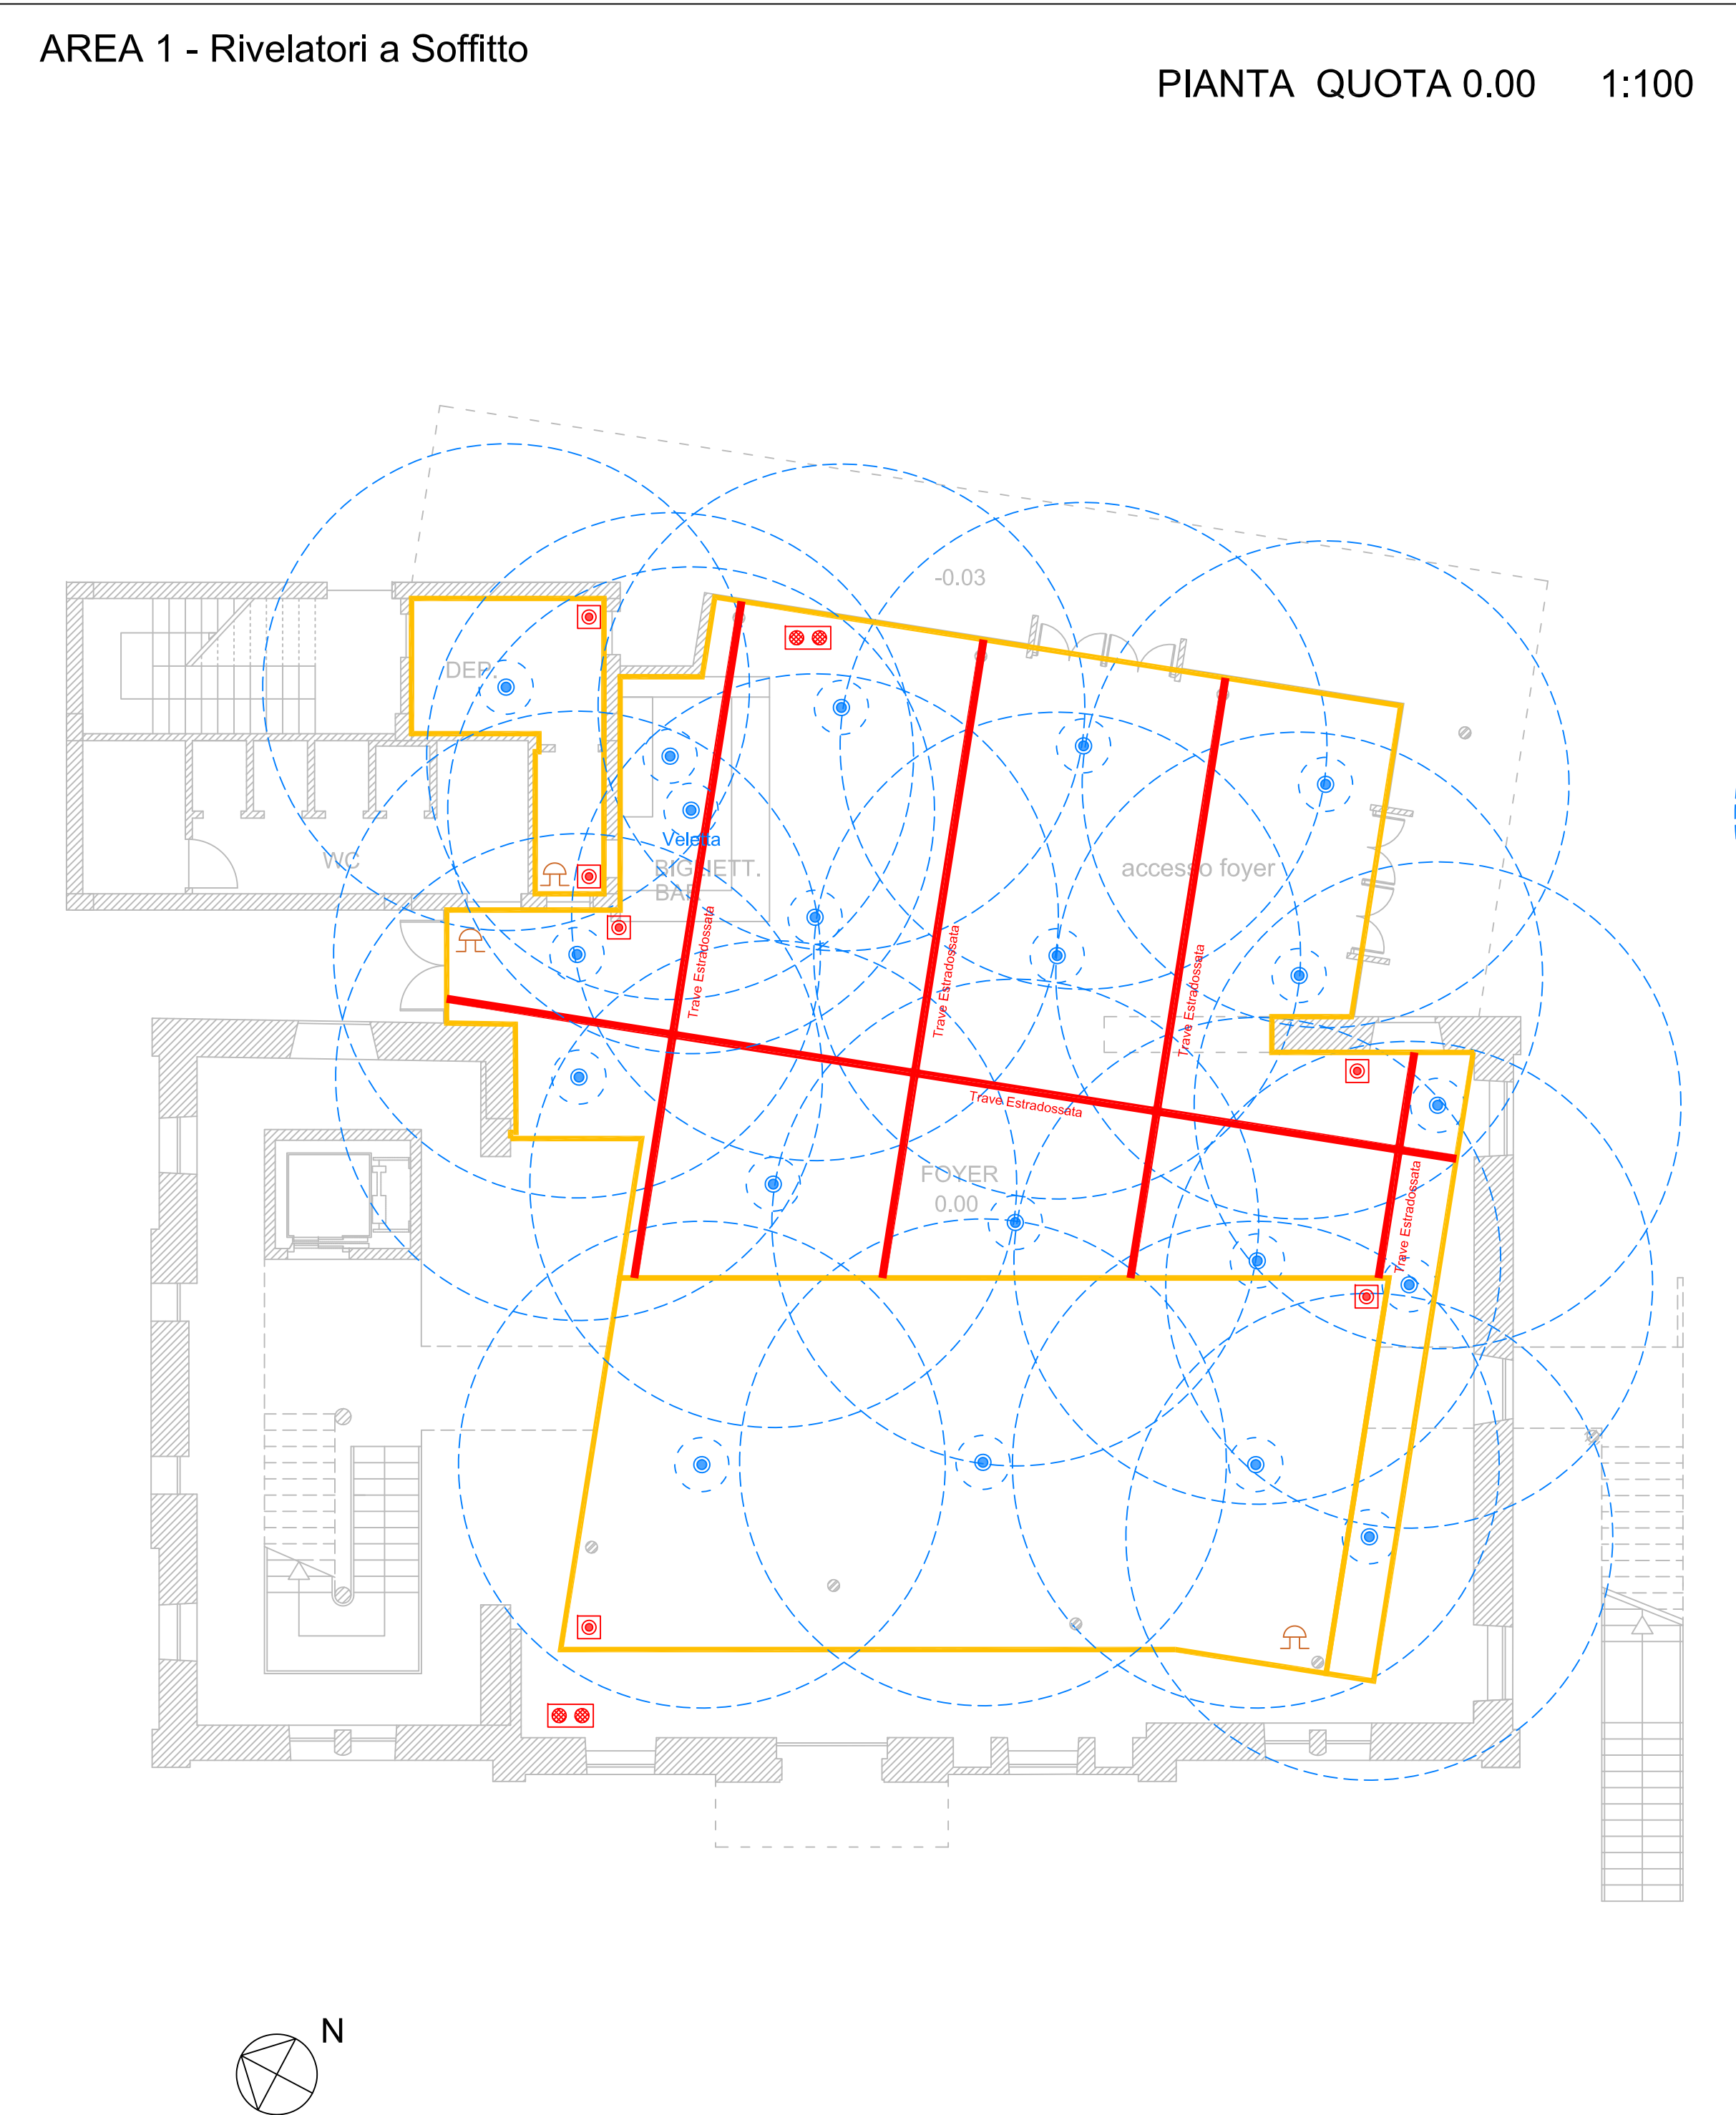 AREA 1 - Rivelatori a Soffitto
PIANTA QUOTA 0.00 1:100
-0.03
DEP.
Veletta
WC
BIGLIETT.
BAR
accesso foyer
Trave Estradossata
Trave Estradossata
Trave Estradossata
Trave Estradossata
FOYER
0.00
Trave Estradossata
N